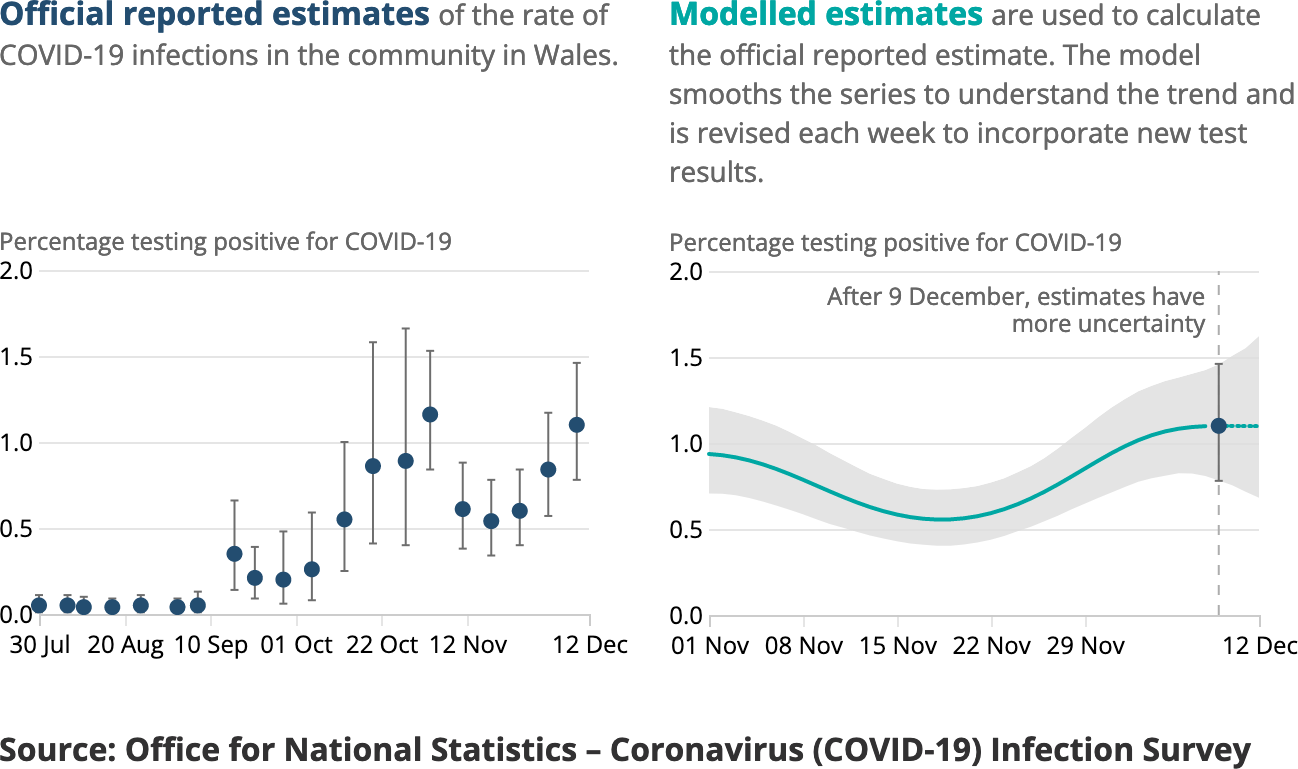 Official reported estimates of the rate of
COVID-19 infections in the community in Wales.
Modelled estimates are used to calculate
the official reported estimate. The model
smooths the series to understand the trend and
is revised each week to incorporate new test
results.
Percentage testing positive for COVID-19
2.0
1.5
1.0
0.5
0.0
30 Jul 20 Aug 10 Sep 01 Oct 22 Oct 12 Nov 12 Dec
Percentage testing positive for COVID-19
2.0
After 9 December, estimates have
more uncertainty
1.5
1.0
0.5
0.0
01 Nov 08 Nov 15 Nov 22 Nov 29 Nov 12 Dec
Source: Office for National Statistics – Coronavirus (COVID-19) Infection Survey